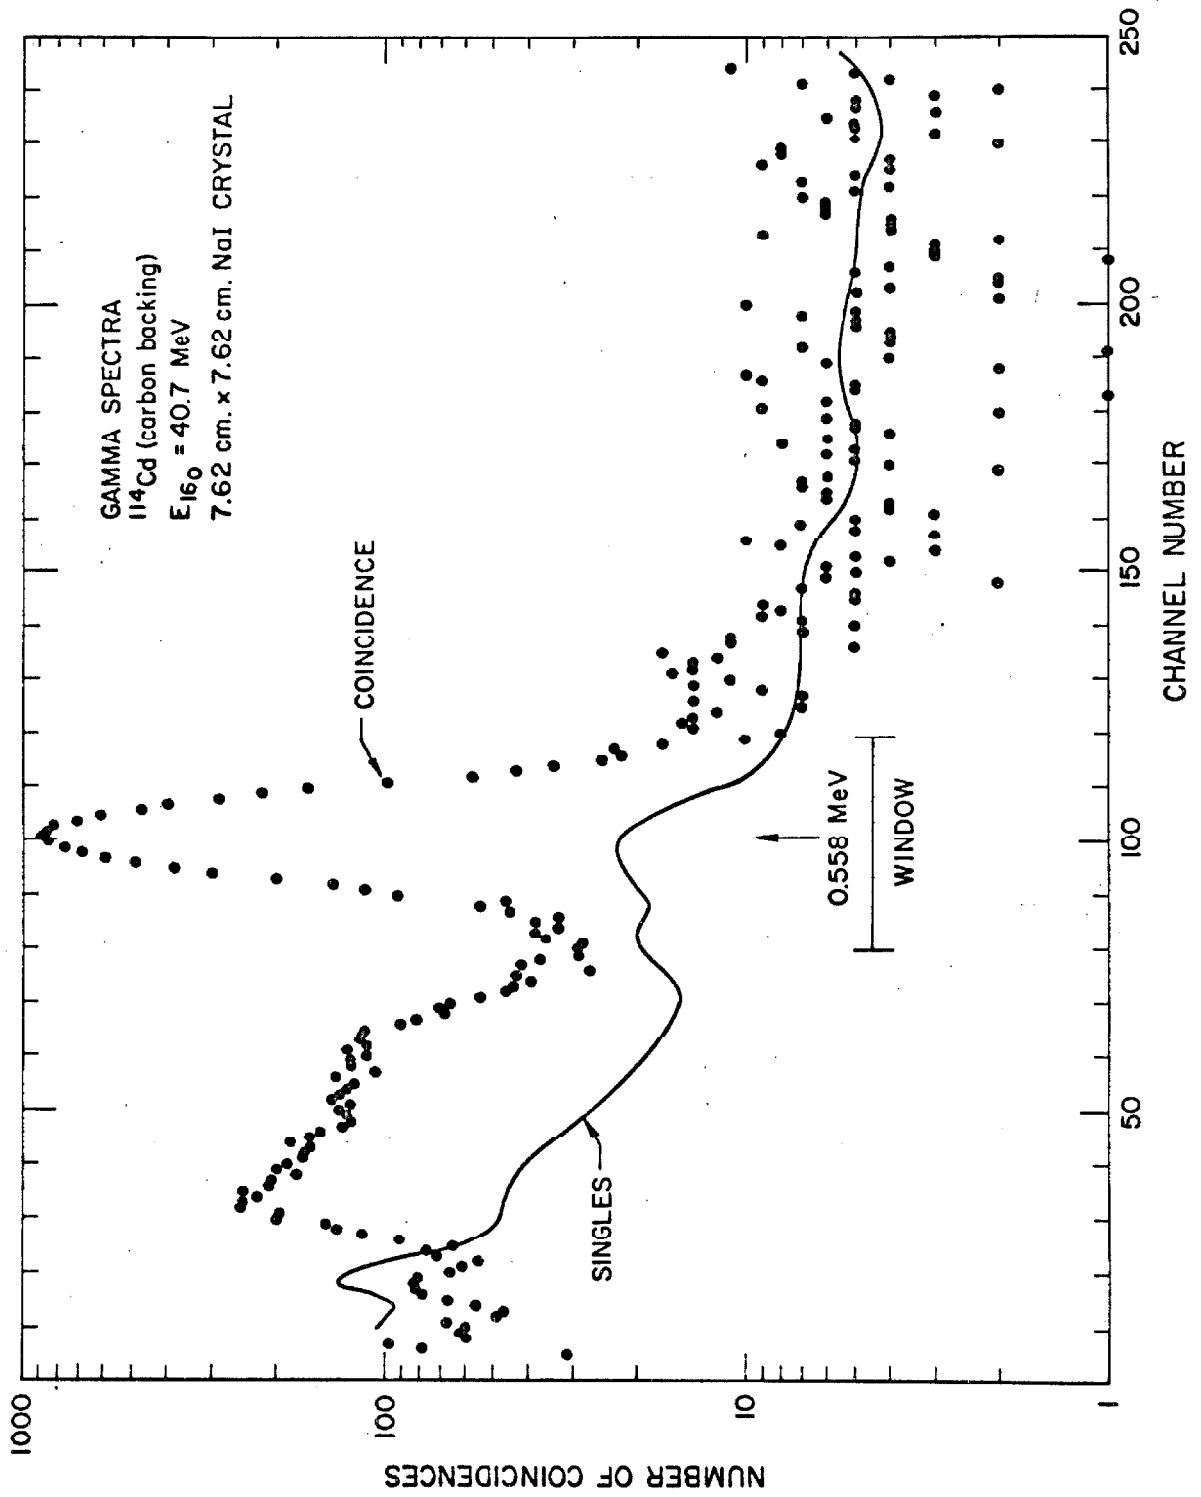 GAMMA SPECTRA
114Cd (carbon backing)
E16O = 40.7 MeV
7.62 cm. x 7.62 cm. NaI CRYSTAL
COINCIDENCE
SINGLES
0.558 MeV
WINDOW
NUMBER OF COINCIDENCES
1000
100
10
1
50
100
150
200
250
CHANNEL NUMBER